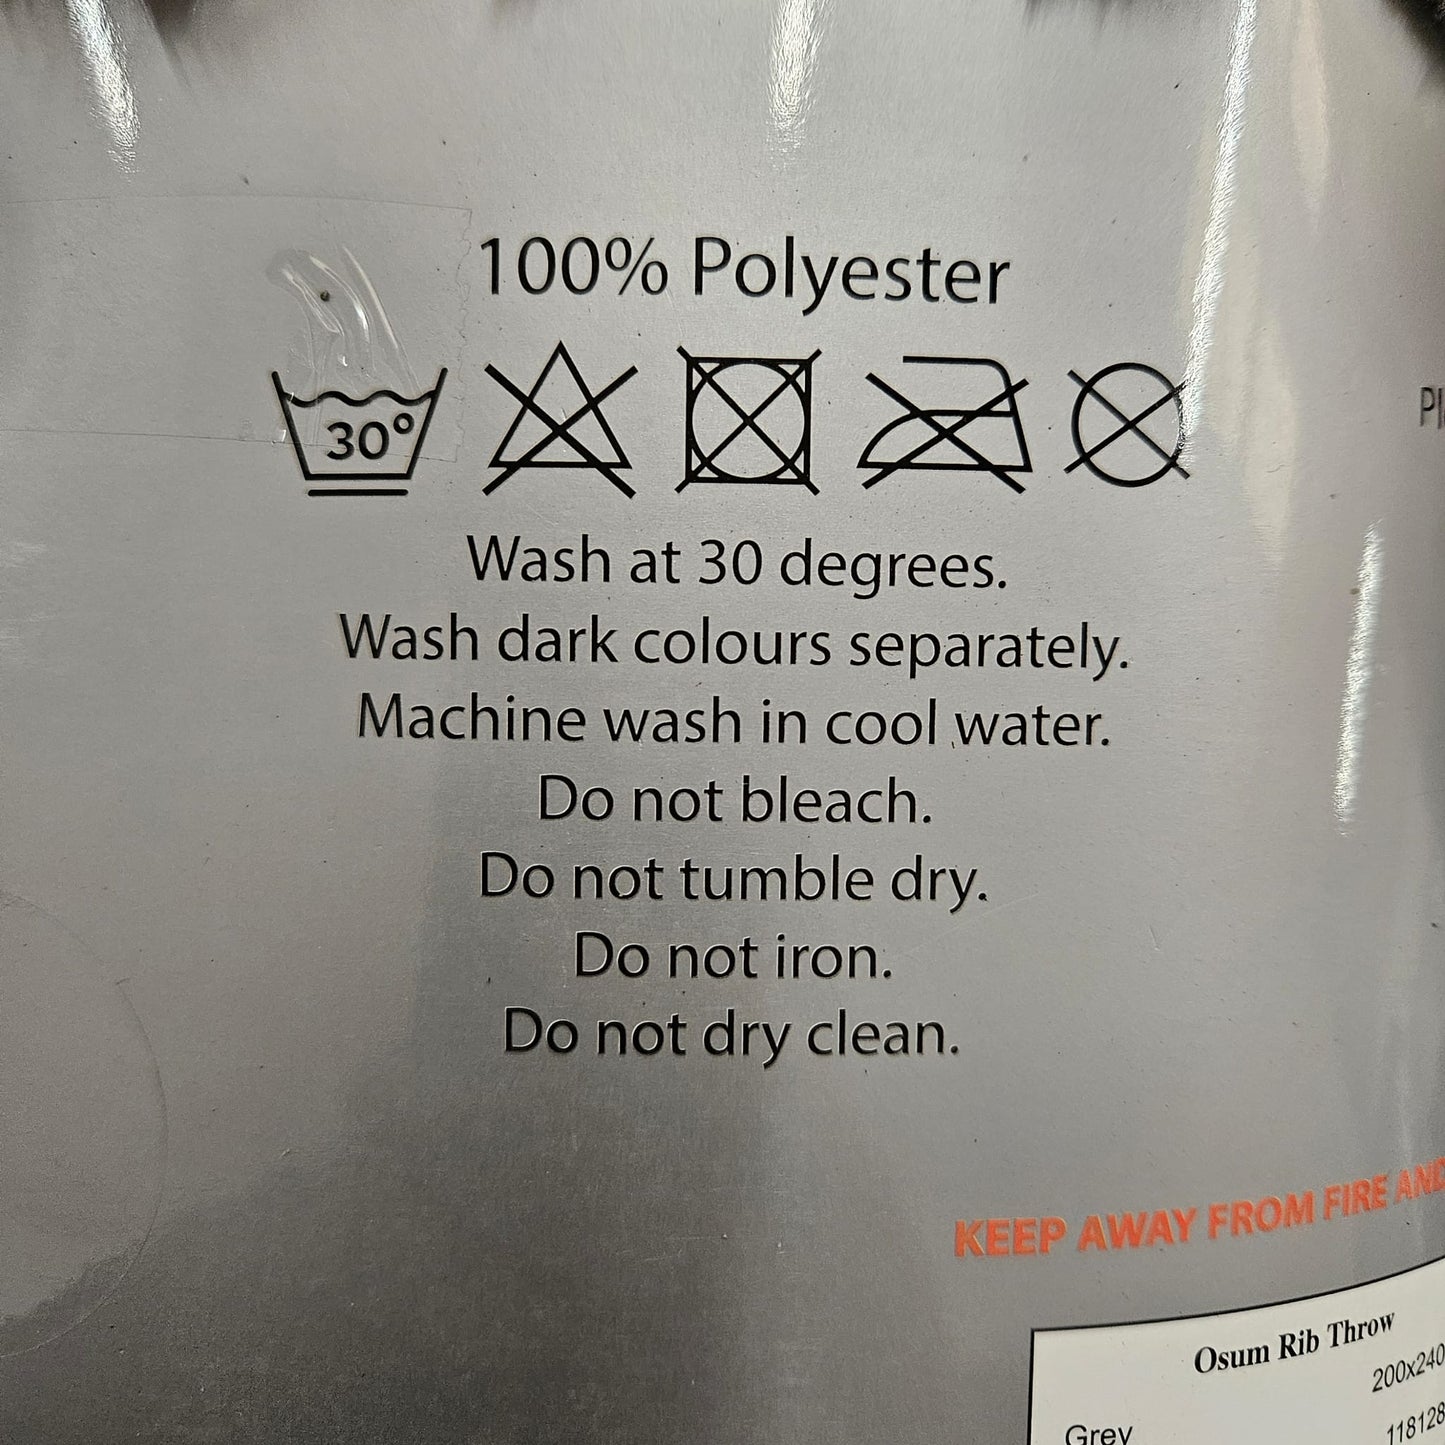 100% Polyester
30°
Wash at 30 degrees.
Wash dark colours separately.
Machine wash in cool water.
Do not bleach.
Do not tumble dry.
Do not iron.
Do not dry clean.
KEEP AWAY FROM FIRE AND
Osum Rib Throw
200x240
Grey
118128